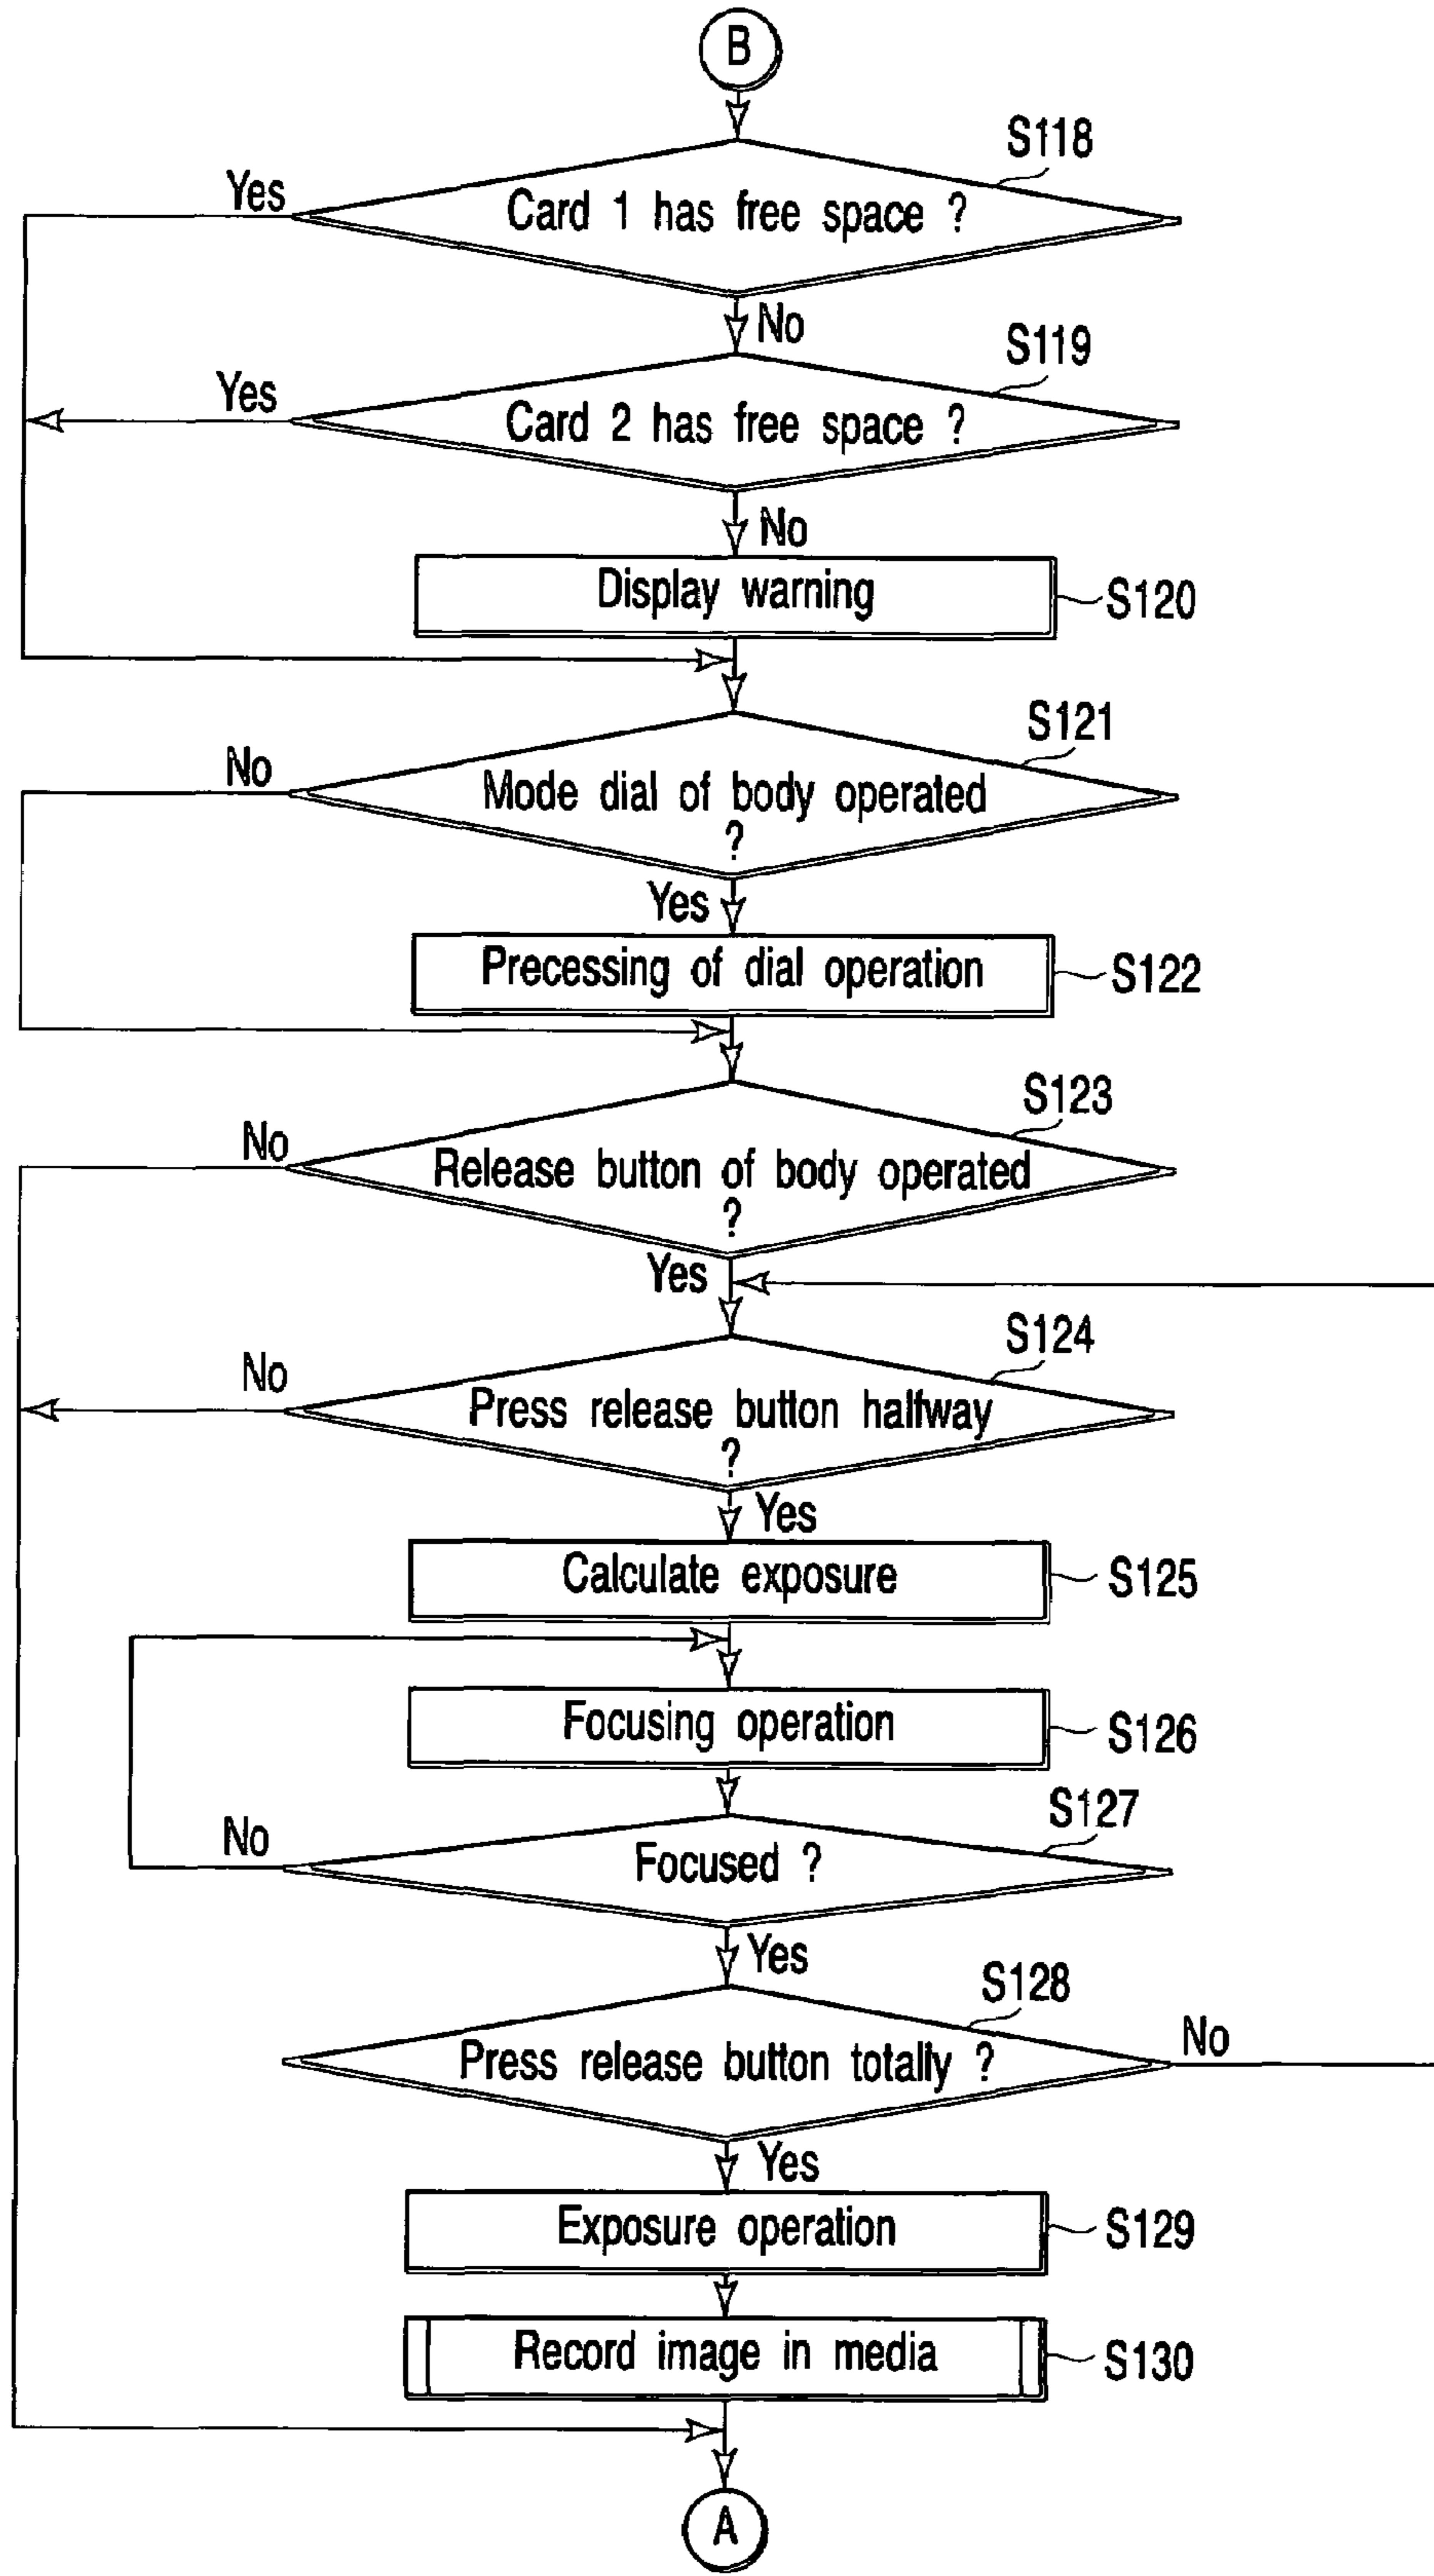 B
S118
Yes
Card 1 has free space ?
No
S119
Yes
Card 2 has free space ?
No
Display warning
S120
S121
No
Mode dial of body operated
?
Yes
Precessing of dial operation
S122
S123
No
Release button of body operated
?
Yes
S124
No
Press release button halfway
?
Yes
Calculate exposure
S125
Focusing operation
S126
S127
No
Focused ?
Yes
S128
No
Press release button totally ?
Yes
Exposure operation
S129
Record image in media
S130
A